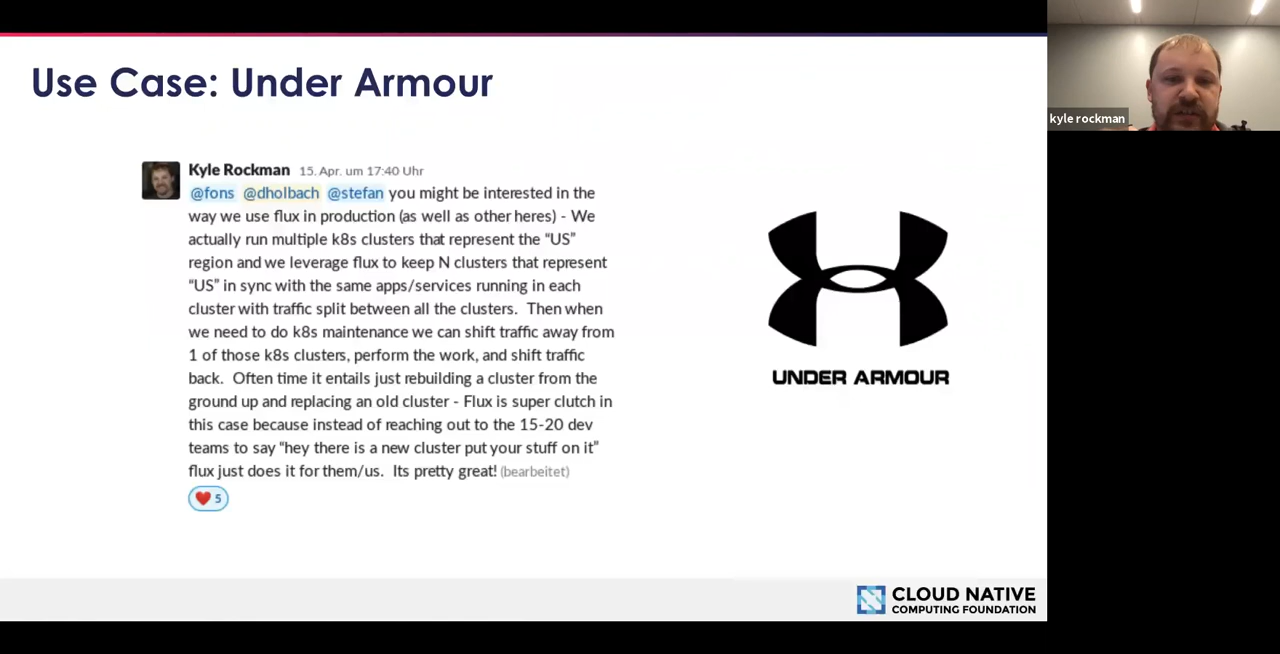 Use Case: Under Armour
kyle rockman
Kyle Rockman 15. Apr. um 17:40 Uhr
@fons @dholbach @stefan you might be interested in the
way we use flux in production (as well as other heres) - We
actually run multiple k8s clusters that represent the “US”
region and we leverage flux to keep N clusters that represent
“US” in sync with the same apps/services running in each
cluster with traffic split between all the clusters. Then when
we need to do k8s maintenance we can shift traffic away from
1 of those k8s clusters, perform the work, and shift traffic
back. Often time it entails just rebuilding a cluster from the
ground up and replacing an old cluster - Flux is super clutch in
this case because instead of reaching out to the 15-20 dev
teams to say “hey there is a new cluster put your stuff on it”
flux just does it for them/us. Its pretty great! (bearbeitet)
5
UNDER ARMOUR
CLOUD NATIVE
COMPUTING FOUNDATION